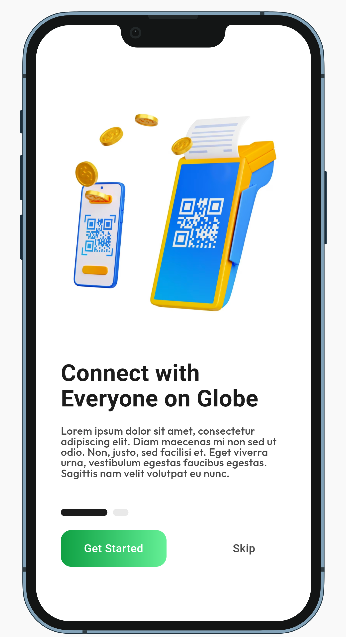 Connect with
Everyone on Globe
Lorem ipsum dolor sit amet, consectetur
adipiscing elit. Diam maecenas mi non sed ut
odio. Non, justo, sed facilisi et. Eget viverra
urna, vestibulum egestas faucibus egestas.
Sagittis nam velit volutpat eu nunc.
Get Started
Skip